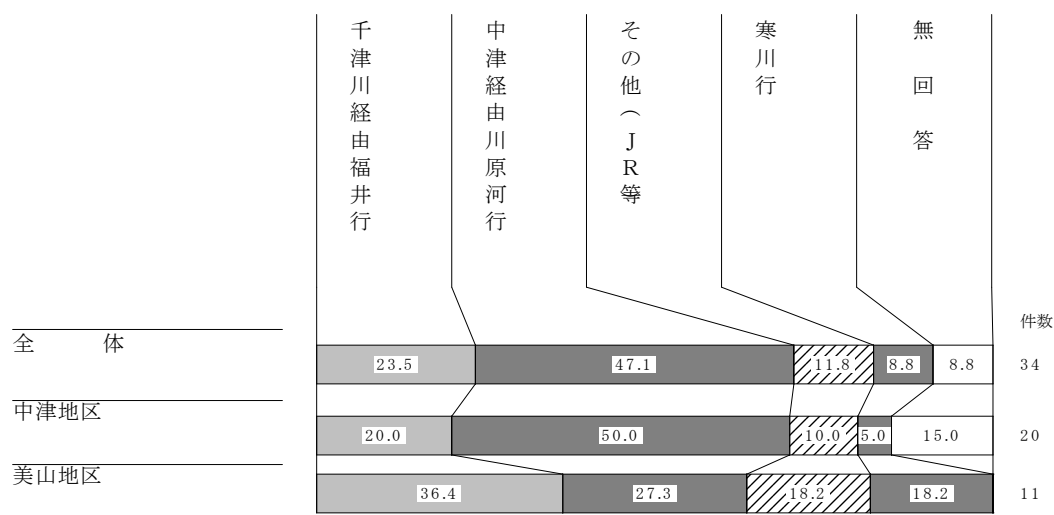 千津川経由福井行
中津経由川原河行
その他（JR等
寒川行
無回答
件数
全体
23.5 47.1 11.8 8.8 8.8 34
中津地区
20.0 50.0 10.0 5.0 15.0 20
美山地区
36.4 27.3 18.2 18.2 11